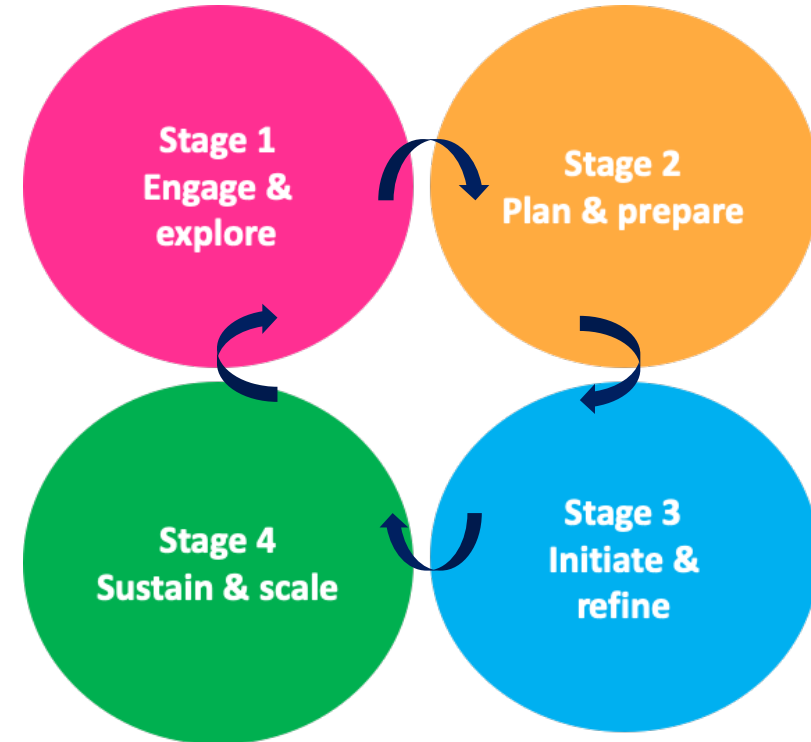 Stage 1
Engage &
explore
Stage 2
Plan & prepare
Stage 3
Initiate &
refine
Stage 4
Sustain & scale